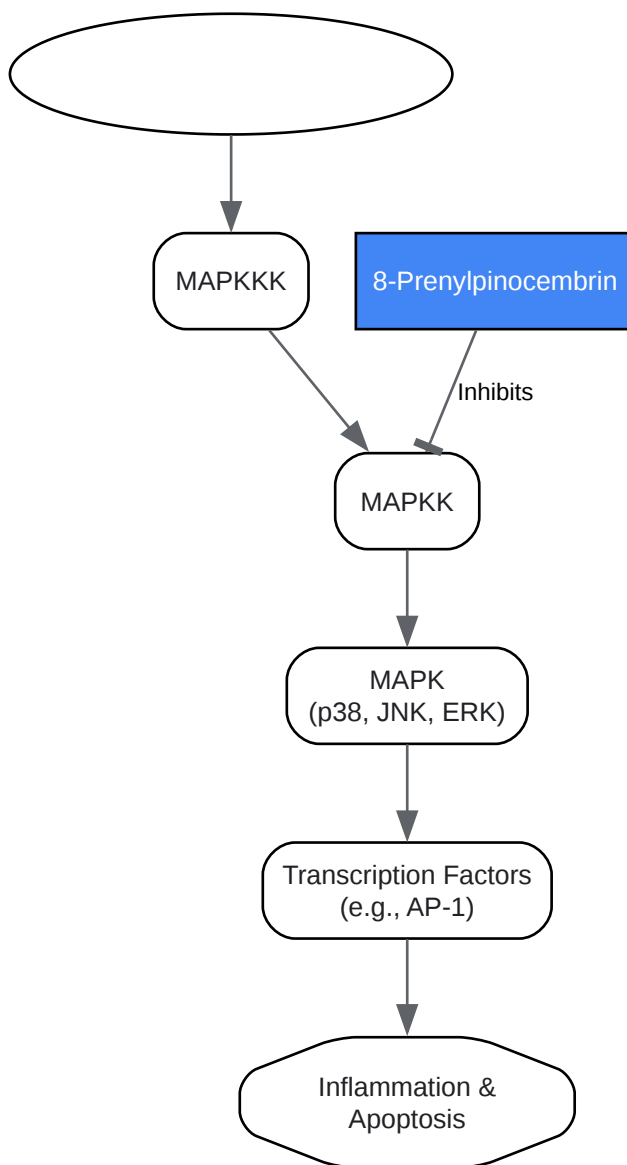 MAPKKK
8-Prenylpinocembrin
Inhibits
MAPKK
MAPK
(p38, JNK, ERK)
Transcription Factors
(e.g., AP-1)
Inflammation &
Apoptosis